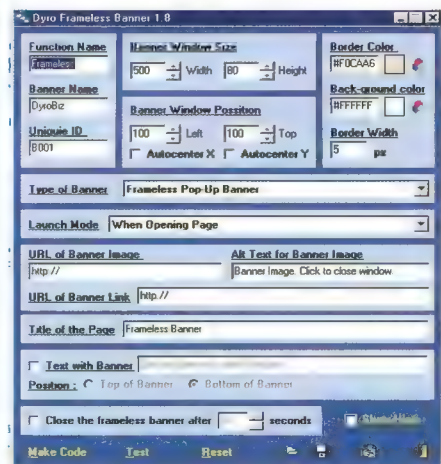 Dyro Frameless Banner 1.8
Function Name
Frameless
Banner Name
DyroBiz
Uniquie ID
B001
Banner Window Size
500 Width 80 Height
Banner Window Possition
100 Left 100 Top
Autocenter X Autocenter Y
Border Color
#F0CAA6
Back-ground color
#FFFFFF
Border Width
5 px
Type of Banner Frameless Pop-Up Banner
Launch Mode When Opening Page
URL of Banner Image
http://
Alt Text for Banner Image
Banner Image. Click to close window.
URL of Banner Link http://
Title of the Page Frameless Banner
Text with Banner
Position : Top of Banner Bottom of Banner
Close the frameless banner after seconds
Make Code Test Reset